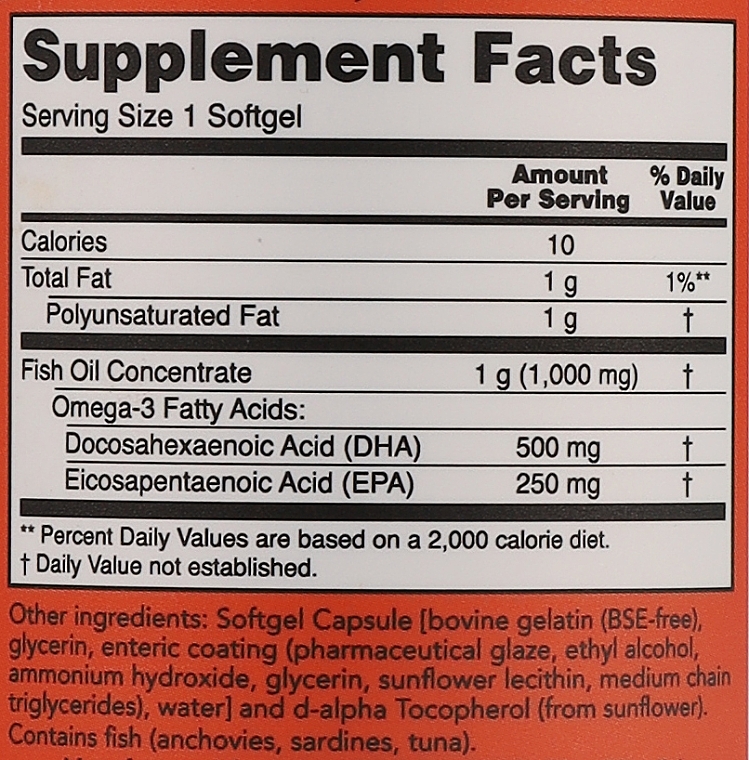 Supplement Facts
Serving Size 1 Softgel
Amount Per Serving % Daily Value
Calories 10
Total Fat 1 g 1%**
Polyunsaturated Fat 1 g †
Fish Oil Concentrate 1 g (1,000 mg) †
Omega-3 Fatty Acids:
Docosahexaenoic Acid (DHA) 500 mg †
Eicosapentaenoic Acid (EPA) 250 mg †
** Percent Daily Values are based on a 2,000 calorie diet.
† Daily Value not established.
Other ingredients: Softgel Capsule [bovine gelatin (BSE-free),
glycerin, enteric coating (pharmaceutical glaze, ethyl alcohol,
ammonium hydroxide, glycerin, sunflower lecithin, medium chain
triglycerides), water] and d-alpha Tocopherol (from sunflower).
Contains fish (anchovies, sardines, tuna).